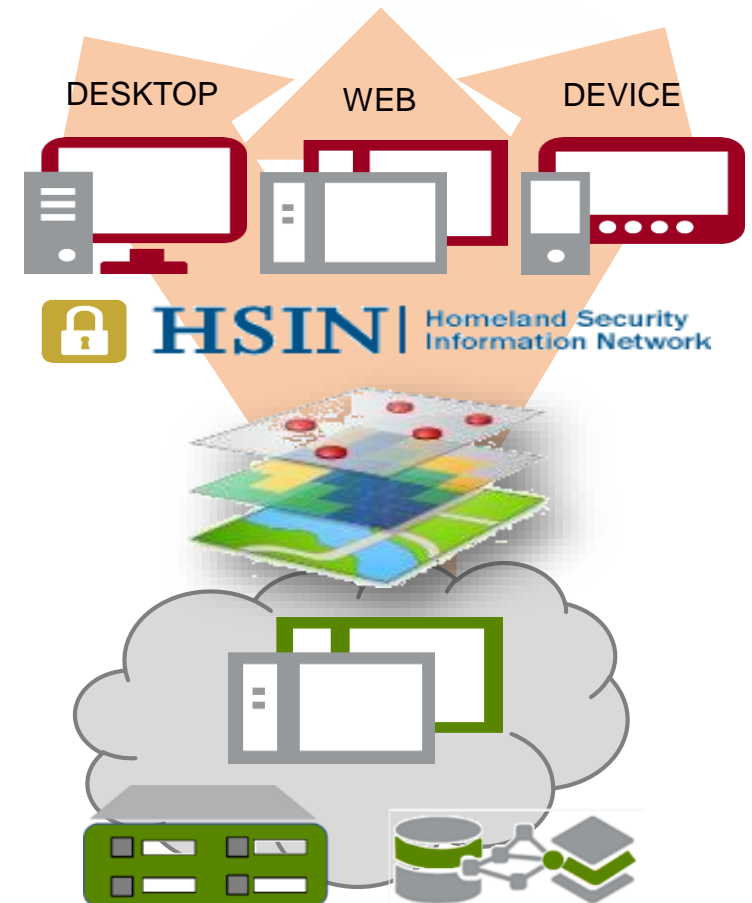 DESKTOP
WEB
DEVICE
HSIN
Homeland Security
Information Network